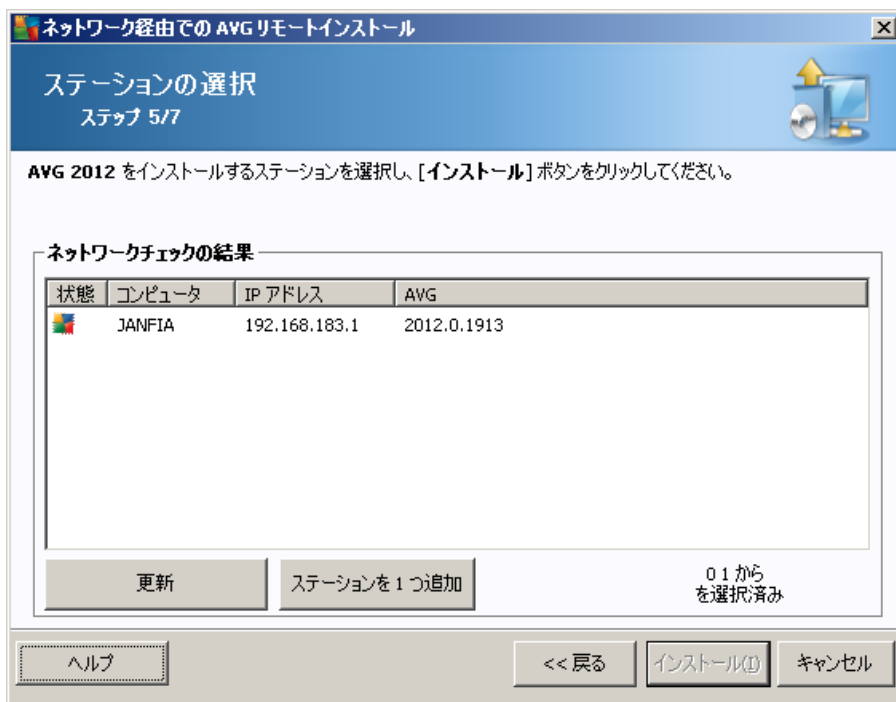 ネットワーク経由での AVG リモートインストール
ステーションの選択
ステップ 5/7
AVG 2012 をインストールするステーションを選択し、[インストール] ボタンをクリックしてください。
ネットワークチェックの結果
状態 コンピュータ IP アドレス AVG
JANFIA 192.168.183.1 2012.0.1913
更新 ステーションを 1 つ追加 0 1 から
を選択済み
ヘルプ << 戻る インストール(I) キャンセル